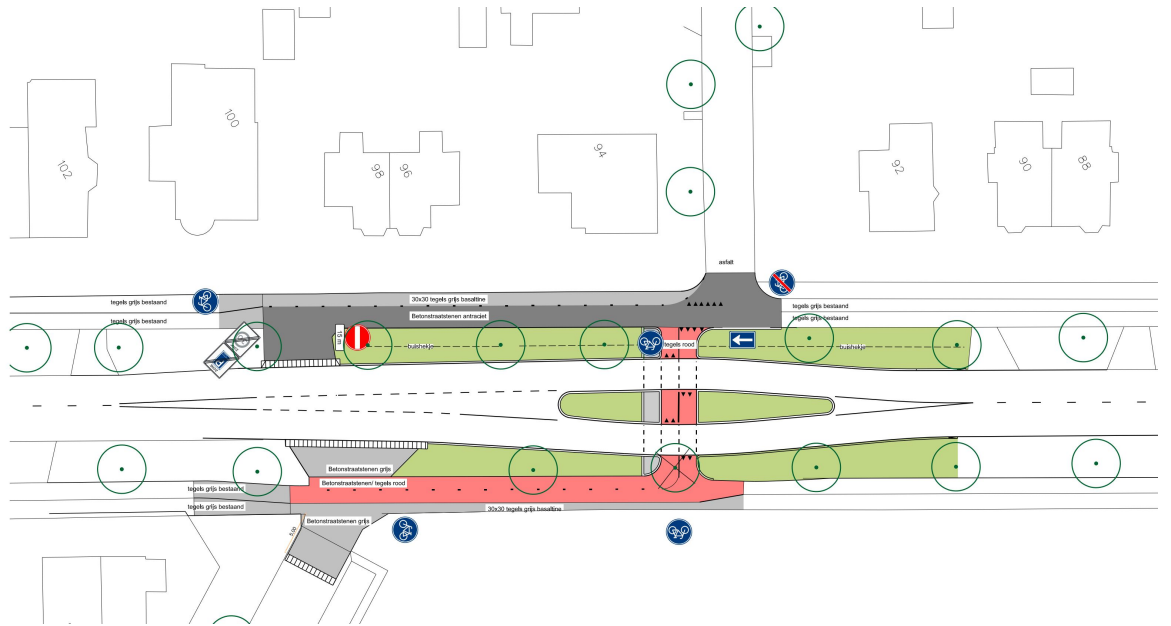 100
102
98
96
94
92
90
88
asfalt
tegels grijs bestaand
30x30 tegels grijs basaltine
tegels grijs bestaand
tegels grijs bestaand
Betonstraatstenen antraciet
tegels grijs bestaand
15 m
buishekje
tegels rood
buishekje
P
Betonstraatstenen grijs
tegels grijs bestaand
Betonstraatstenen/ tegels rood
tegels grijs bestaand
30x30 tegels grijs basaltine
Betonstraatstenen grijs
5.00